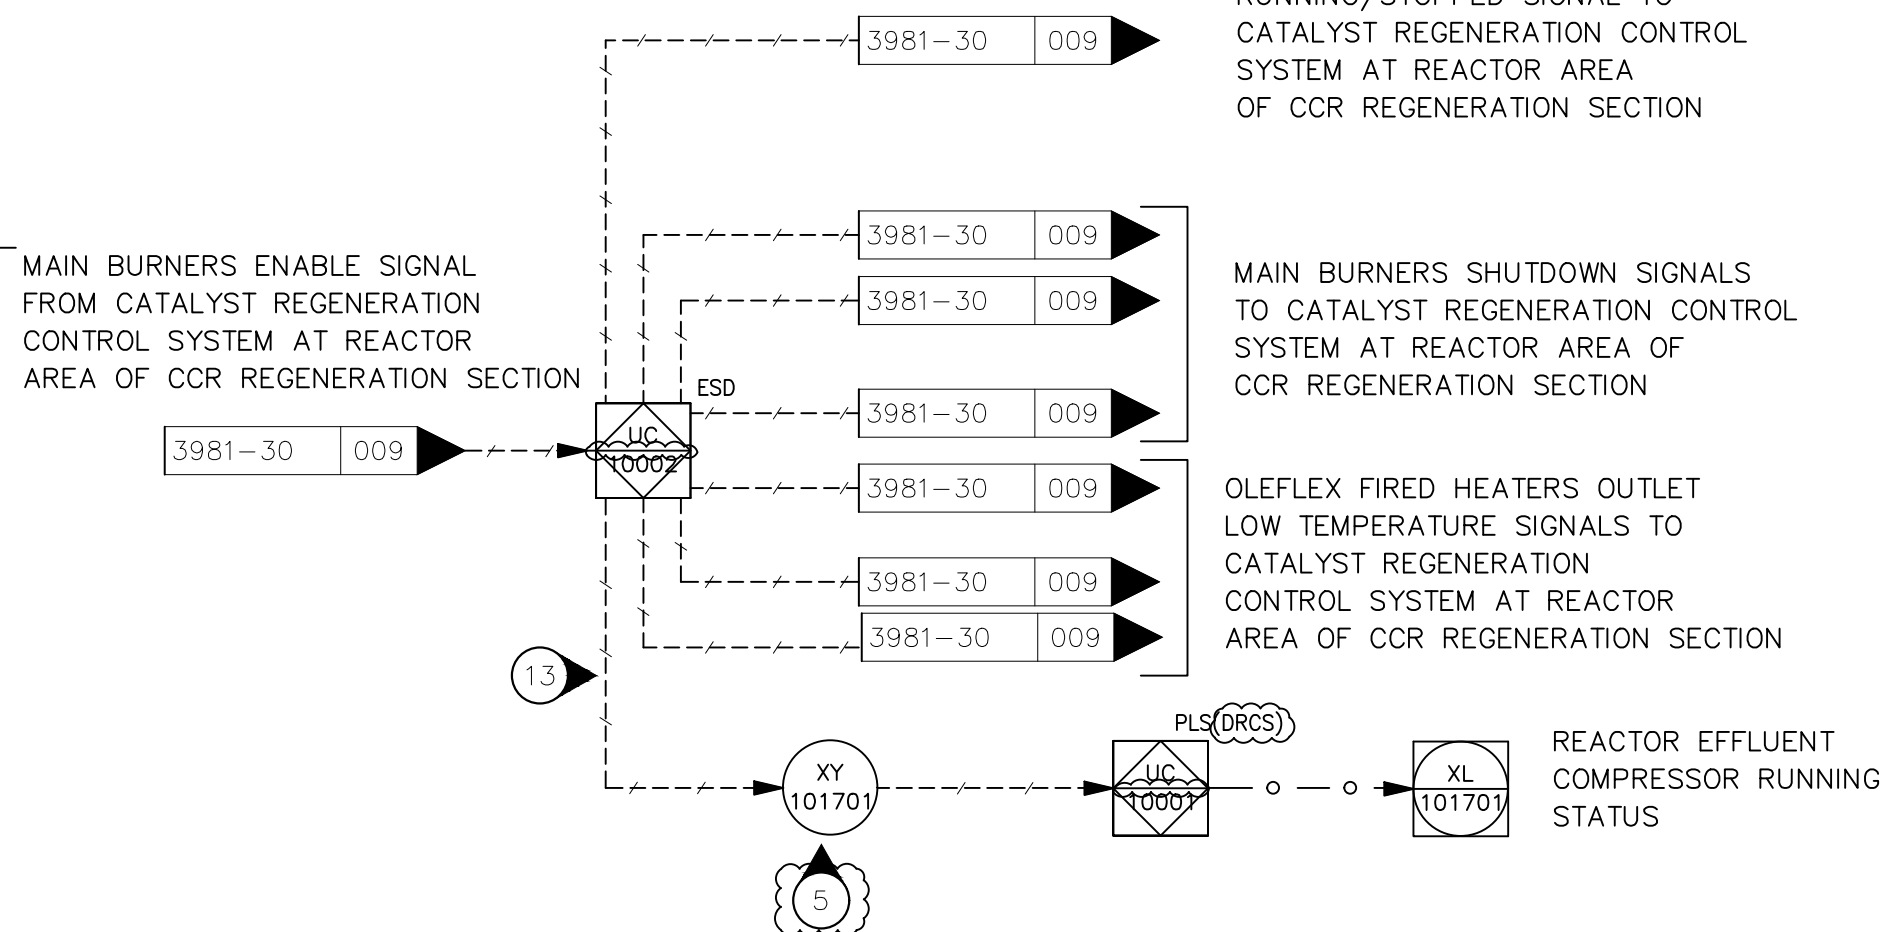 RUNNING/STOPPED SIGNAL TO
3981-30 009
CATALYST REGENERATION CONTROL
SYSTEM AT REACTOR AREA
OF CCR REGENERATION SECTION
3981-30 009
3981-30 009
3981-30 009
MAIN BURNERS SHUTDOWN SIGNALS
TO CATALYST REGENERATION CONTROL
SYSTEM AT REACTOR AREA OF
CCR REGENERATION SECTION
MAIN BURNERS ENABLE SIGNAL
FROM CATALYST REGENERATION
CONTROL SYSTEM AT REACTOR
AREA OF CCR REGENERATION SECTION
3981-30 009
ESD
UC
10002
3981-30 009
3981-30 009
3981-30 009
OLEFLEX FIRED HEATERS OUTLET
LOW TEMPERATURE SIGNALS TO
CATALYST REGENERATION
CONTROL SYSTEM AT REACTOR
AREA OF CCR REGENERATION SECTION
13
XY
101701
5
PLS(DRCS)
UC
10001
XL
101701
REACTOR EFFLUENT
COMPRESSOR RUNNING
STATUS